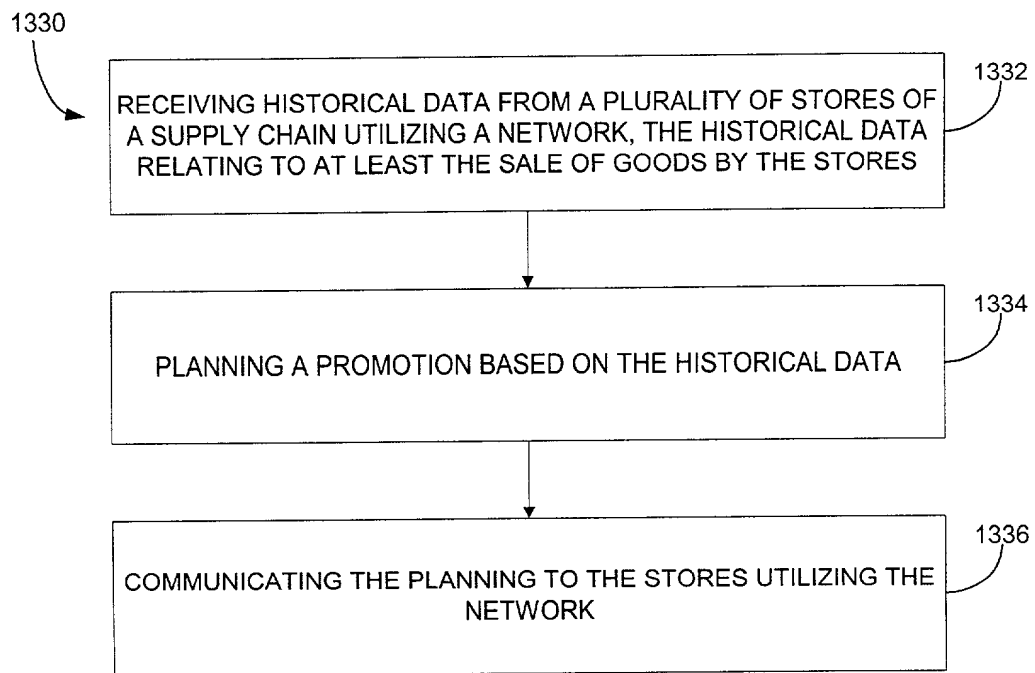 1330
1332
RECEIVING HISTORICAL DATA FROM A PLURALITY OF STORES OF
A SUPPLY CHAIN UTILIZING A NETWORK, THE HISTORICAL DATA
RELATING TO AT LEAST THE SALE OF GOODS BY THE STORES
1334
PLANNING A PROMOTION BASED ON THE HISTORICAL DATA
1336
COMMUNICATING THE PLANNING TO THE STORES UTILIZING THE
NETWORK